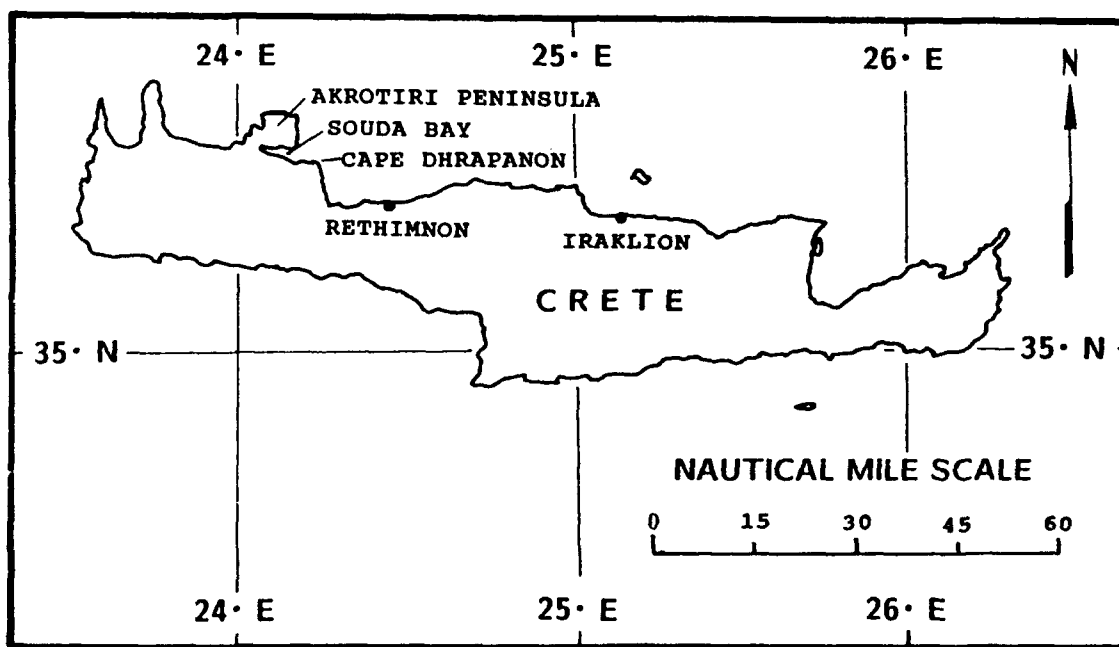 24· E 25· E 26· E
N
AKROTIRI PENINSULA
SOUDA BAY
CAPE DHRAPANON
RETHIMNON IRAKLION
CRETE
35· N 35· N
NAUTICAL MILE SCALE
0 15 30 45 60
24· E 25· E 26· E